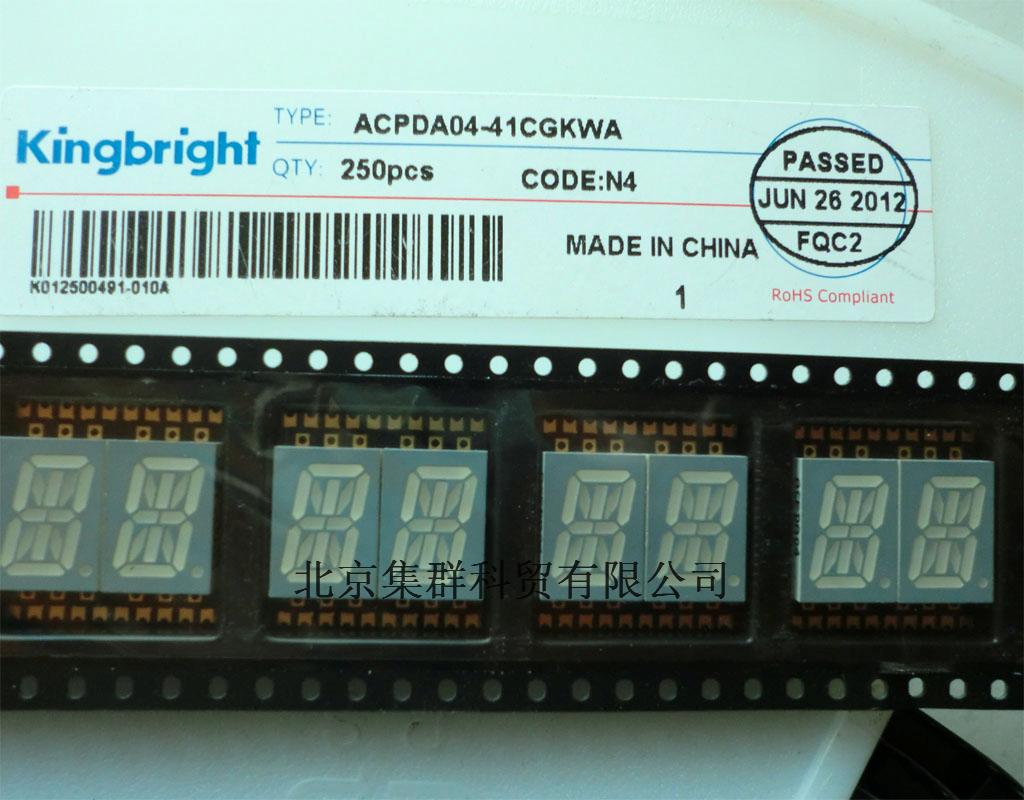 Kingbright
TYPE: ACPDA04-41CGKWA
QTY: 250pcs
CODE:N4
PASSED
JUN 26 2012
FQC2
MADE IN CHINA
K012500491-010A
1
RoHS Compliant
北京集群科贸有限公司